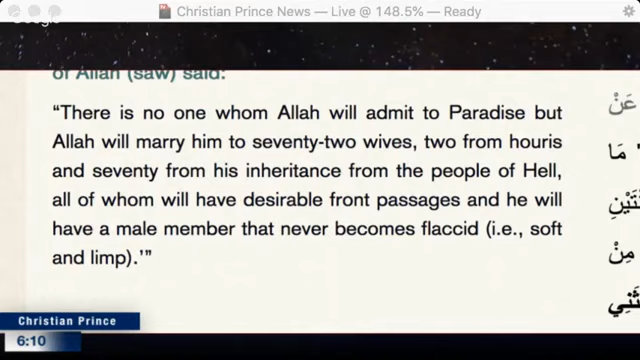 Christian Prince News — Live @ 148.5% — Ready
Google
of Allah (saw) said:
“There is no one whom Allah will admit to Paradise but
Allah will marry him to seventy-two wives, two from houris
and seventy from his inheritance from the people of Hell,
all of whom will have desirable front passages and he will
have a male member that never becomes flaccid (i.e., soft
and limp).’”
عَنْ
مَا
مِنْ
Christian Prince
6:10